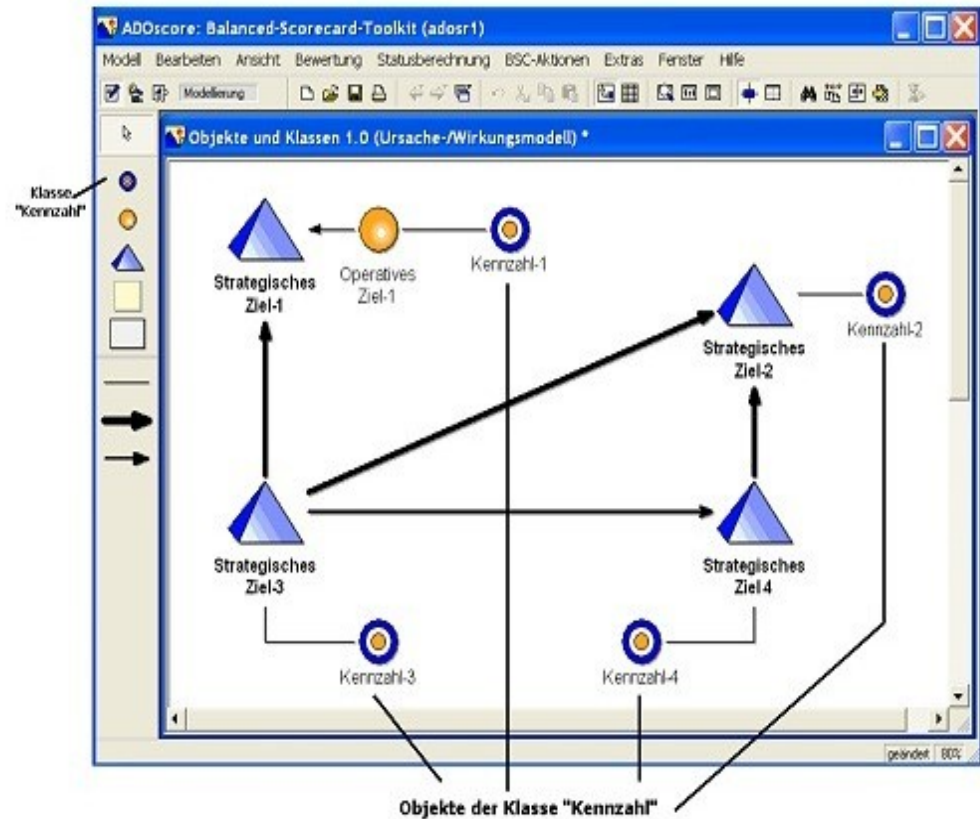 ADOscore: Balanced-Scorecard-Toolkit (adosr1)
Modell Bearbeiten Ansicht Bewertung Statusberechnung BSC-Aktionen Extras Fenster Hilfe
Modellierung
Objekte und Klassen 1.0 (Ursache-/Wirkungsmodell) *
Klasse
"Kennzahl"
Strategisches
Ziel-1
Operatives
Ziel-1
Kennzahl-1
Strategisches
Ziel-2
Kennzahl-2
Strategisches
Ziel-3
Strategisches
Ziel-4
Kennzahl-3
Kennzahl-4
geändert 80%
Objekte der Klasse "Kennzahl"